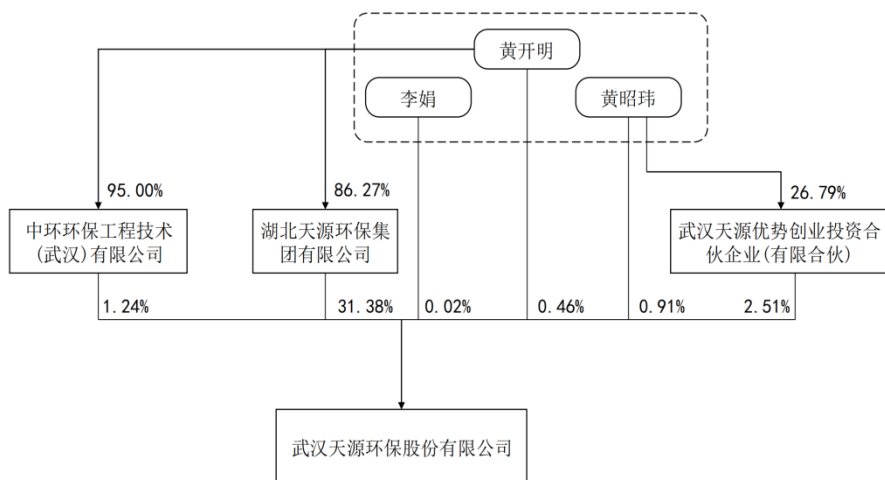 黄开明
李娟
黄昭玮
95.00%
86.27%
26.79%
中环环保工程技术
(武汉)有限公司
湖北天源环保集
团有限公司
武汉天源优势创业投资合
伙企业(有限合伙)
1.24%
31.38%
0.02%
0.46%
0.91%
2.51%
武汉天源环保股份有限公司